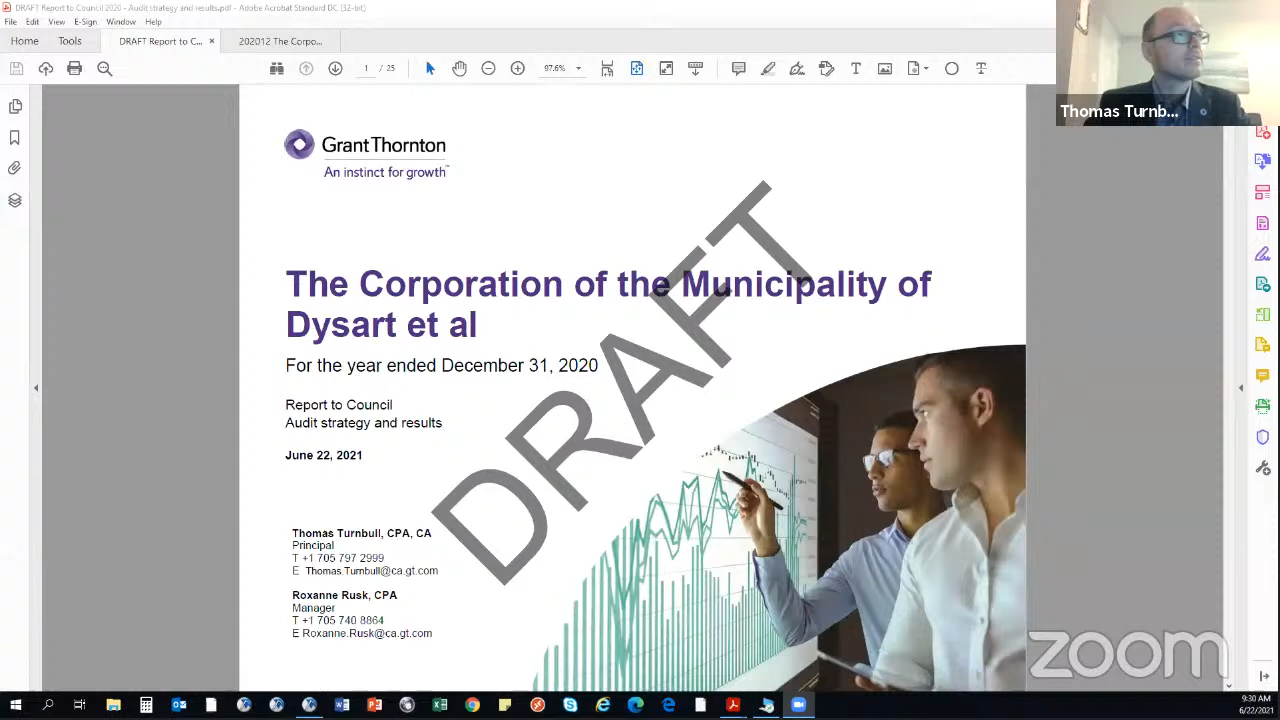 DRAFT Report to Council 2020 - Audit strategy and results.pdf - Adobe Acrobat Standard DC (32-bit)
File Edit View E-Sign Window Help
Home Tools DRAFT Report to C... × 202012 The Corpo...
1 / 25 97.6%
Thomas Turnb...
Grant Thornton
An instinct for growth™
DRAFT
The Corporation of the Municipality of
Dysart et al
For the year ended December 31, 2020
Report to Council
Audit strategy and results
June 22, 2021
Thomas Turnbull, CPA, CA
Principal
T +1 705 797 2999
E Thomas.Turnbull@ca.gt.com
Roxanne Rusk, CPA
Manager
T +1 705 740 8864
E Roxanne.Rusk@ca.gt.com
zoom
9:30 AM
6/22/2021